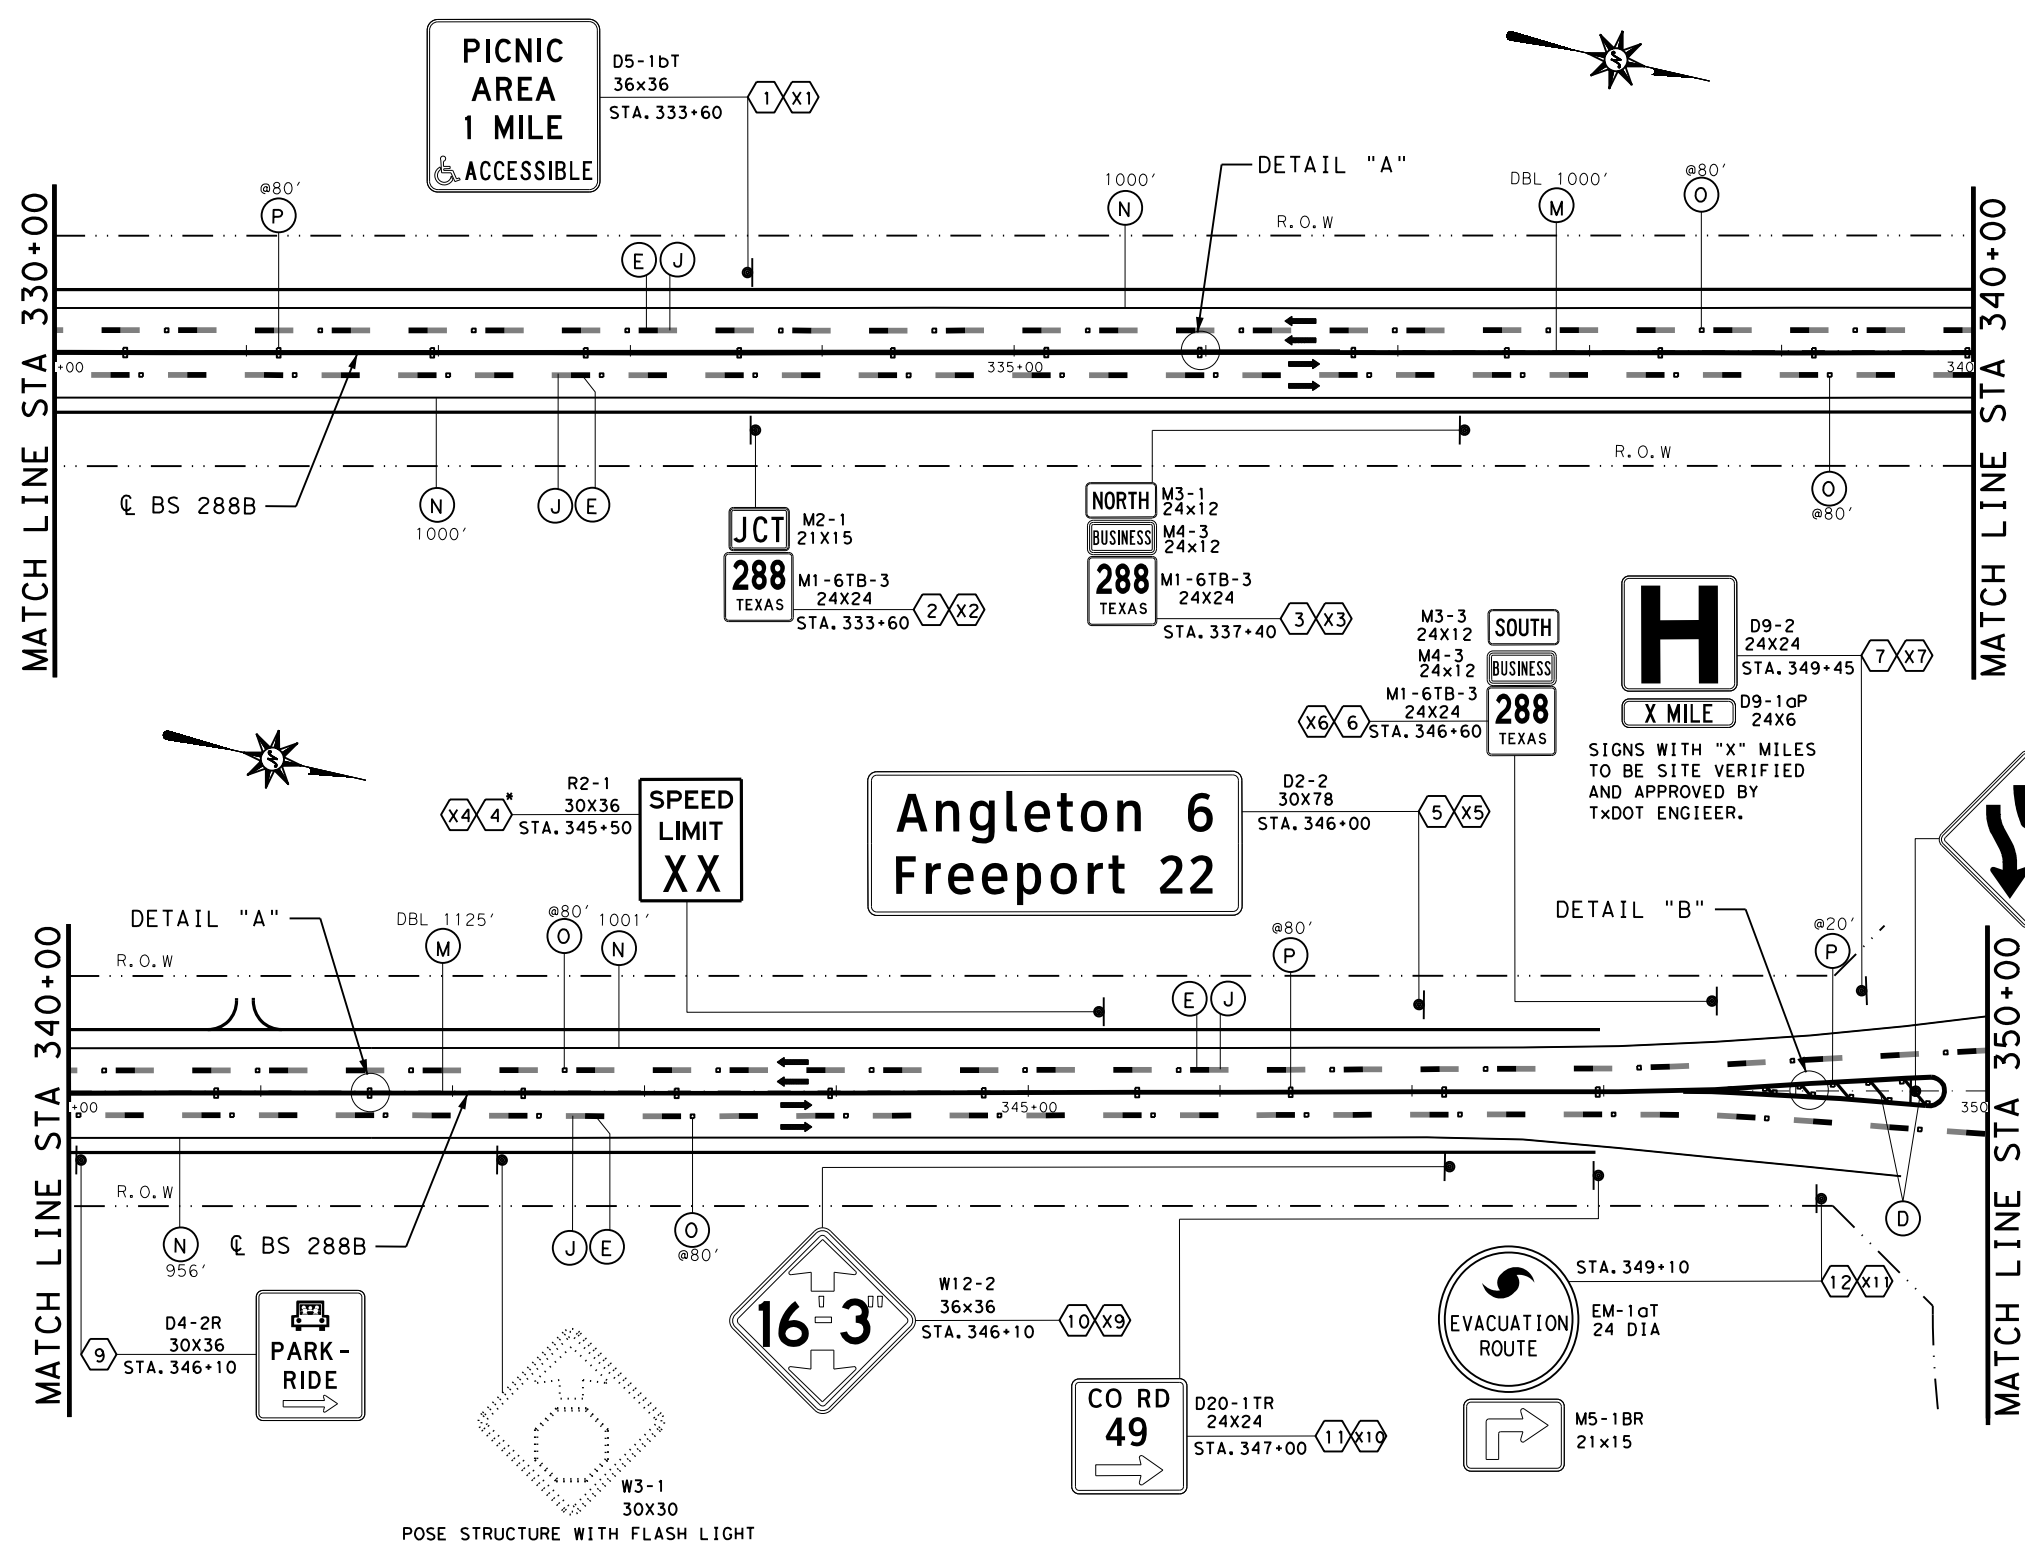 PICNIC
AREA
1 MILE
ACCESSIBLE
D5-1bT
36x36
STA.333+60
1 X1
DETAIL "A"
@80'
P
1000'
N
DBL 1000'
M
@80'
O
R.O.W
E J
MATCH LINE STA 330+00
MATCH LINE STA 340+00
+00
335+00
340
R.O.W
℄ BS 288B
N
1000'
J E
O
@80'
JCT
M2-1
21X15
288
TEXAS
M1-6TB-3
24X24
STA.333+60
2 X2
NORTH
M3-1
24x12
BUSINESS
M4-3
24x12
288
TEXAS
M1-6TB-3
24X24
STA.337+40
3 X3
M3-3
24X12
SOUTH
M4-3
24x12
BUSINESS
M1-6TB-3
24X24
STA.346+60
X6 6
288
TEXAS
H
D9-2
24X24
STA.349+45
7 X7
X MILE
D9-1aP
24X6
SIGNS WITH "X" MILES
TO BE SITE VERIFIED
AND APPROVED BY
TxDOT ENGIEER.
R2-1
30X36
STA.345+50
X4 4*
SPEED
LIMIT
XX
Angleton 6
Freeport 22
D2-2
30X78
STA.346+00
5 X5
DETAIL "A"
DBL 1125'
M
@80'
O
1001'
N
@80'
P
DETAIL "B"
@20'
P
R.O.W
E J
MATCH LINE STA 340+00
MATCH LINE STA 350+00
+00
345+00
350
R.O.W
N
956'
℄ BS 288B
J E
O
@80'
D
9
D4-2R
30X36
STA.346+10
PARK-
RIDE
W3-1
30X30
POSE STRUCTURE WITH FLASH LIGHT
16'-3"
W12-2
36x36
STA.346+10
10 X9
CO RD
49
D20-1TR
24X24
STA.347+00
11 X10
EVACUATION
ROUTE
STA.349+10
12 X11
EM-1aT
24 DIA
M5-1BR
21x15